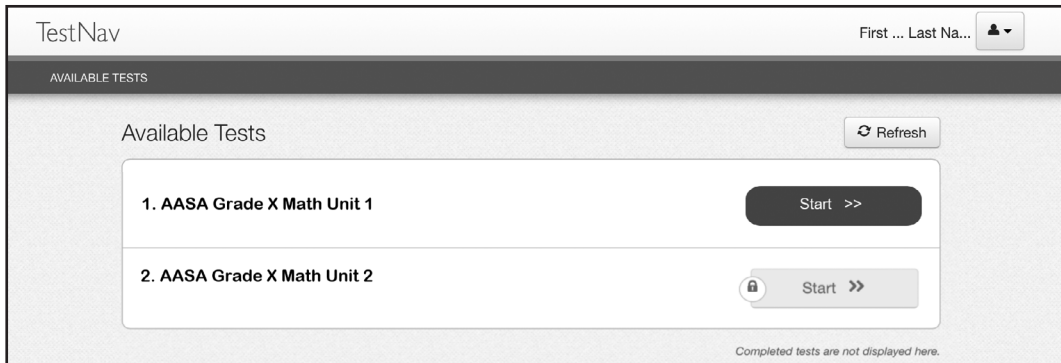 TestNav
First ... Last Na...
AVAILABLE TESTS
Available Tests
Refresh
1. AASA Grade X Math Unit 1
Start >>
2. AASA Grade X Math Unit 2
Start >>
Completed tests are not displayed here.